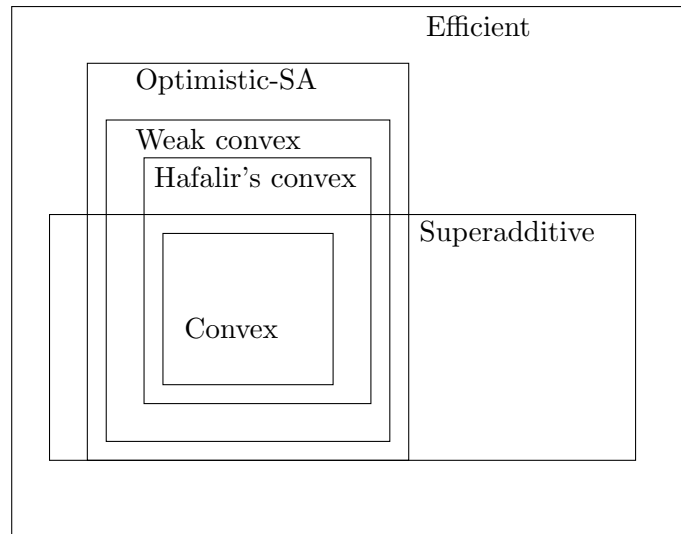 Efficient
Optimistic-SA
Weak convex
Hafalir's convex
Superadditive
Convex